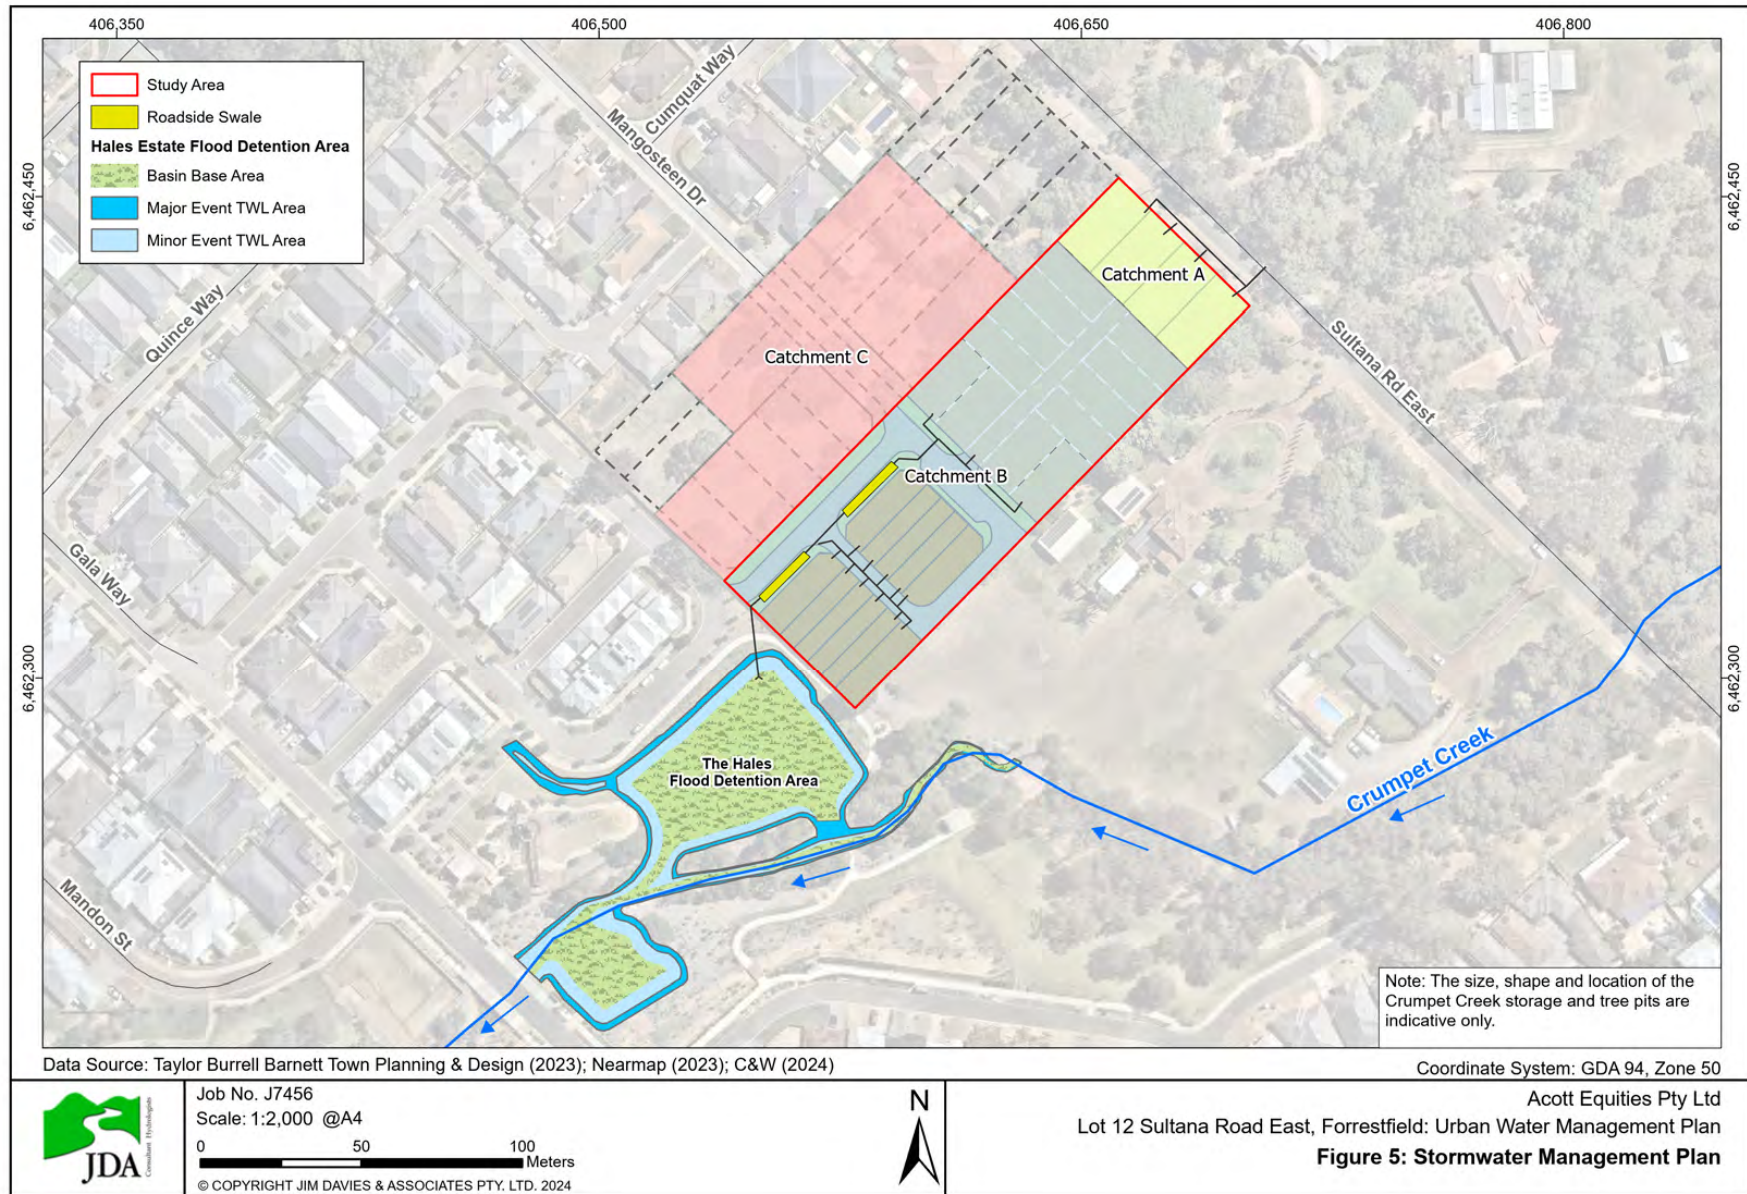 406,350
406,500
406,650
406,800
6,462,450
6,462,300
6,462,450
6,462,300
Study Area
Roadside Swale
Hales Estate Flood Detention Area
Basin Base Area
Major Event TWL Area
Minor Event TWL Area
Cumquat Way
Mangosteen Dr
Quince Way
Gala Way
Mandon St
Sultana Rd East
Catchment A
Catchment C
Catchment B
The Hales
Flood Detention Area
Crumpet Creek
Note: The size, shape and location of the
Crumpet Creek storage and tree pits are
indicative only.
Data Source: Taylor Burrell Barnett Town Planning & Design (2023); Nearmap (2023); C&W (2024)
Coordinate System: GDA 94, Zone 50
JDA
Consultant Hydrologists
Job No. J7456
Scale: 1:2,000 @A4
0 50 100
Meters
© COPYRIGHT JIM DAVIES & ASSOCIATES PTY. LTD. 2024
N
Acott Equities Pty Ltd
Lot 12 Sultana Road East, Forrestfield: Urban Water Management Plan
Figure 5: Stormwater Management Plan